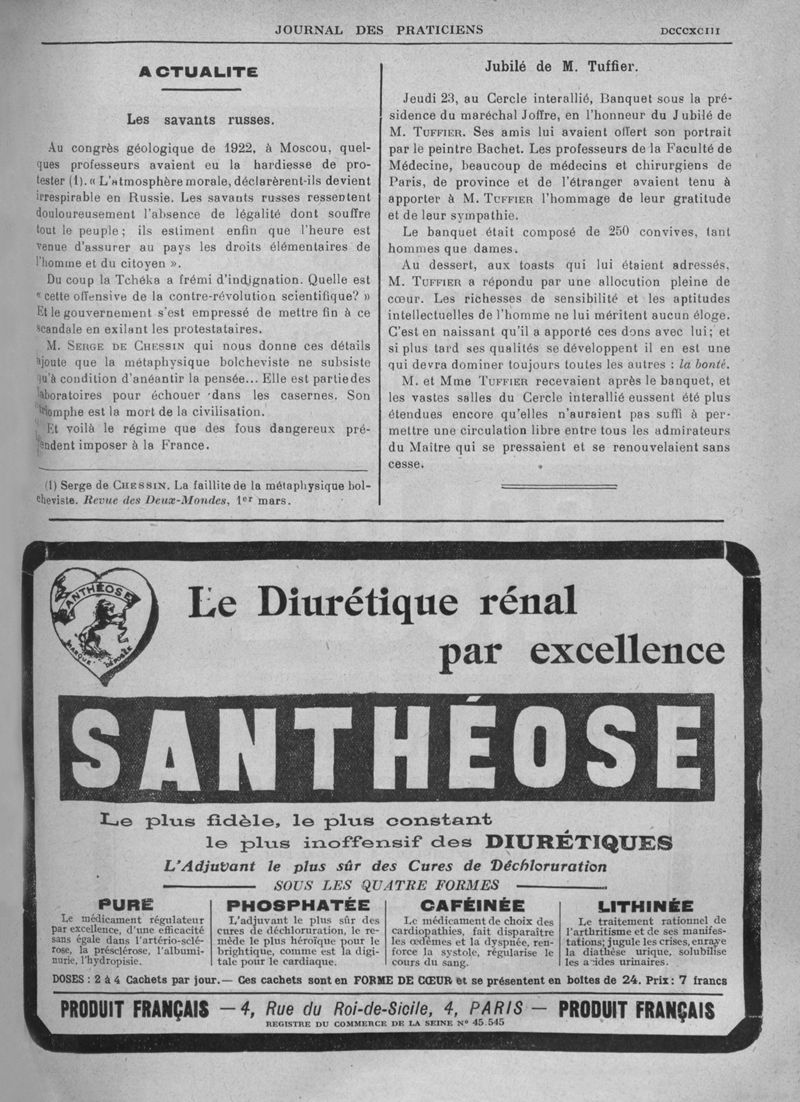 JOURNAL DES PRATICIENS
DCCCXCIII
ACTUALITE
Les savants russes.
Au congrès géologique de 1922, à Moscou, quel-
ques professeurs avaient eu la hardiesse de pro-
tester (1). « L'atmosphère morale, déclarèrent-ils devient
irrespirable en Russie. Les savants russes ressentent
douloureusement l'absence de légalité dont souffre
tout le peuple; ils estiment enfin que l'heure est
venue d'assurer au pays les droits élémentaires de
l'homme et du citoyen ».
Du coup la Tchéka a frémi d'indignation. Quelle est
« cette offensive de la contre-révolution scientifique? »
Et le gouvernement s'est empressé de mettre fin à ce
scandale en exilant les protestataires.
M. SERGE DE CHESSIN qui nous donne ces détails
ajoute que la métaphysique bolcheviste ne subsiste
qu'à condition d'anéantir la pensée... Elle est partie des
laboratoires pour échouer dans les casernes. Son
triomphe est la mort de la civilisation.
Et voilà le régime que des fous dangereux pré-
tendent imposer à la France.
(1) Serge de CHESSIN. La faillite de la métaphysique bol-
cheviste. Revue des Deux-Mondes, 1er mars.
Jubilé de M. Tuffier.
Jeudi 23, au Cercle interallié, Banquet sous la pré-
sidence du maréchal Joffre, en l'honneur du Jubilé de
M. TUFFIER. Ses amis lui avaient offert son portrait
par le peintre Bachet. Les professeurs de la Faculté de
Médecine, beaucoup de médecins et chirurgiens de
Paris, de province et de l'étranger avaient tenu à
apporter à M. TUFFIER l'hommage de leur gratitude
et de leur sympathie.
Le banquet était composé de 250 convives, tant
hommes que dames.
Au dessert, aux toasts qui lui étaient adressés,
M. TUFFIER a répondu par une allocution pleine de
cœur. Les richesses de sensibilité et les aptitudes
intellectuelles de l'homme ne lui méritent aucun éloge.
C'est en naissant qu'il a apporté ces dons avec lui; et
si plus tard ses qualités se développent il en est une
qui devra dominer toujours toutes les autres : la bonté.
M. et Mme TUFFIER recevaient après le banquet, et
les vastes salles du Cercle interallié eussent été plus
étendues encore qu'elles n'auraient pas suffi à per-
mettre une circulation libre entre tous les admirateurs
du Maître qui se pressaient et se renouvelaient sans
cesse.
SANTHÉOSE
MARQUE DÉPOSÉE
Le Diurétique rénal
par excellence
SANTHÉOSE
Le plus fidèle, le plus constant
le plus inoffensif des DIURÉTIQUES
L'Adjuvant le plus sûr des Cures de Déchloruration
SOUS LES QUATRE FORMES
PURE
Le médicament régulateur
par excellence, d'une efficacité
sans égale dans l'artério-sclé-
rose, la présclérose, l'albumi-
nurie, l'hydropisie.
PHOSPHATÉE
L'adjuvant le plus sûr des
cures de déchloruration, le re-
mède le plus héroïque pour le
brightique, comme est la digi-
tale pour le cardiaque.
CAFÉINÉE
Le médicament de choix des
cardiopathies, fait disparaître
les œdèmes et la dyspnée, ren-
force la systole, régularise le
cours du sang.
LITHINÉE
Le traitement rationnel de
l'arthritisme et de ses manifes-
tations; jugule les crises, enraye
la diathèse urique, solubilise
les acides urinaires.
DOSES : 2 à 4 Cachets par jour.— Ces cachets sont en FORME DE CŒUR et se présentent en boîtes de 24. Prix: 7 francs
PRODUIT FRANÇAIS — 4, Rue du Roi-de-Sicile, 4, PARIS — PRODUIT FRANÇAIS
REGISTRE DU COMMERCE DE LA SEINE N° 45.545